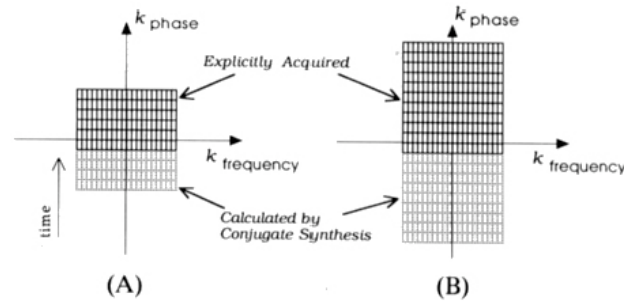 k phase
k phase
Explicitly Acquired
k frequency
k frequency
time
Calculated by
Conjugate Synthesis
(A)
(B)